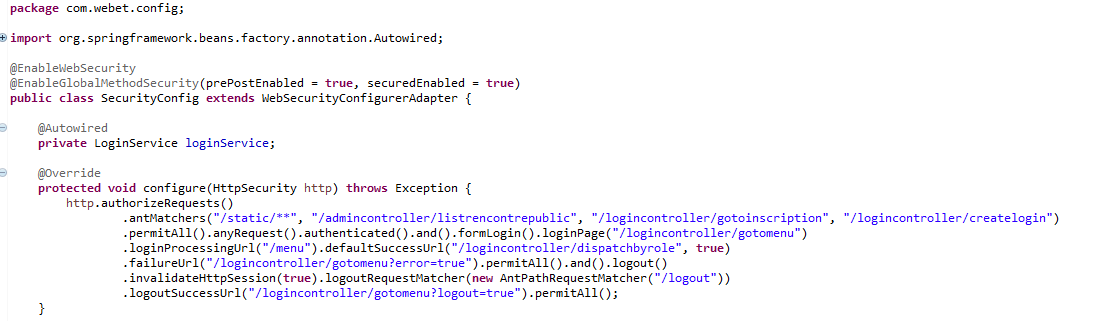 package com.webet.config;
import org.springframework.beans.factory.annotation.Autowired;
@EnableWebSecurity
@EnableGlobalMethodSecurity(prePostEnabled = true, securedEnabled = true)
public class SecurityConfig extends WebSecurityConfigurerAdapter {
@Autowired
private LoginService loginService;
@Override
protected void configure(HttpSecurity http) throws Exception {
http.authorizeRequests()
.antMatchers("/static/**", "/admincontroller/listrencontrepublic", "/logincontroller/gotoinscription", "/logincontroller/createlogin")
.permitAll().anyRequest().authenticated().and().formLogin().loginPage("/logincontroller/gotomenu")
.loginProcessingUrl("/menu").defaultSuccessUrl("/logincontroller/dispatchbyrole", true)
.failureUrl("/logincontroller/gotomenu?error=true").permitAll().and().logout()
.invalidateHttpSession(true).logoutRequestMatcher(new AntPathRequestMatcher("/logout"))
.logoutSuccessUrl("/logincontroller/gotomenu?logout=true").permitAll();
}